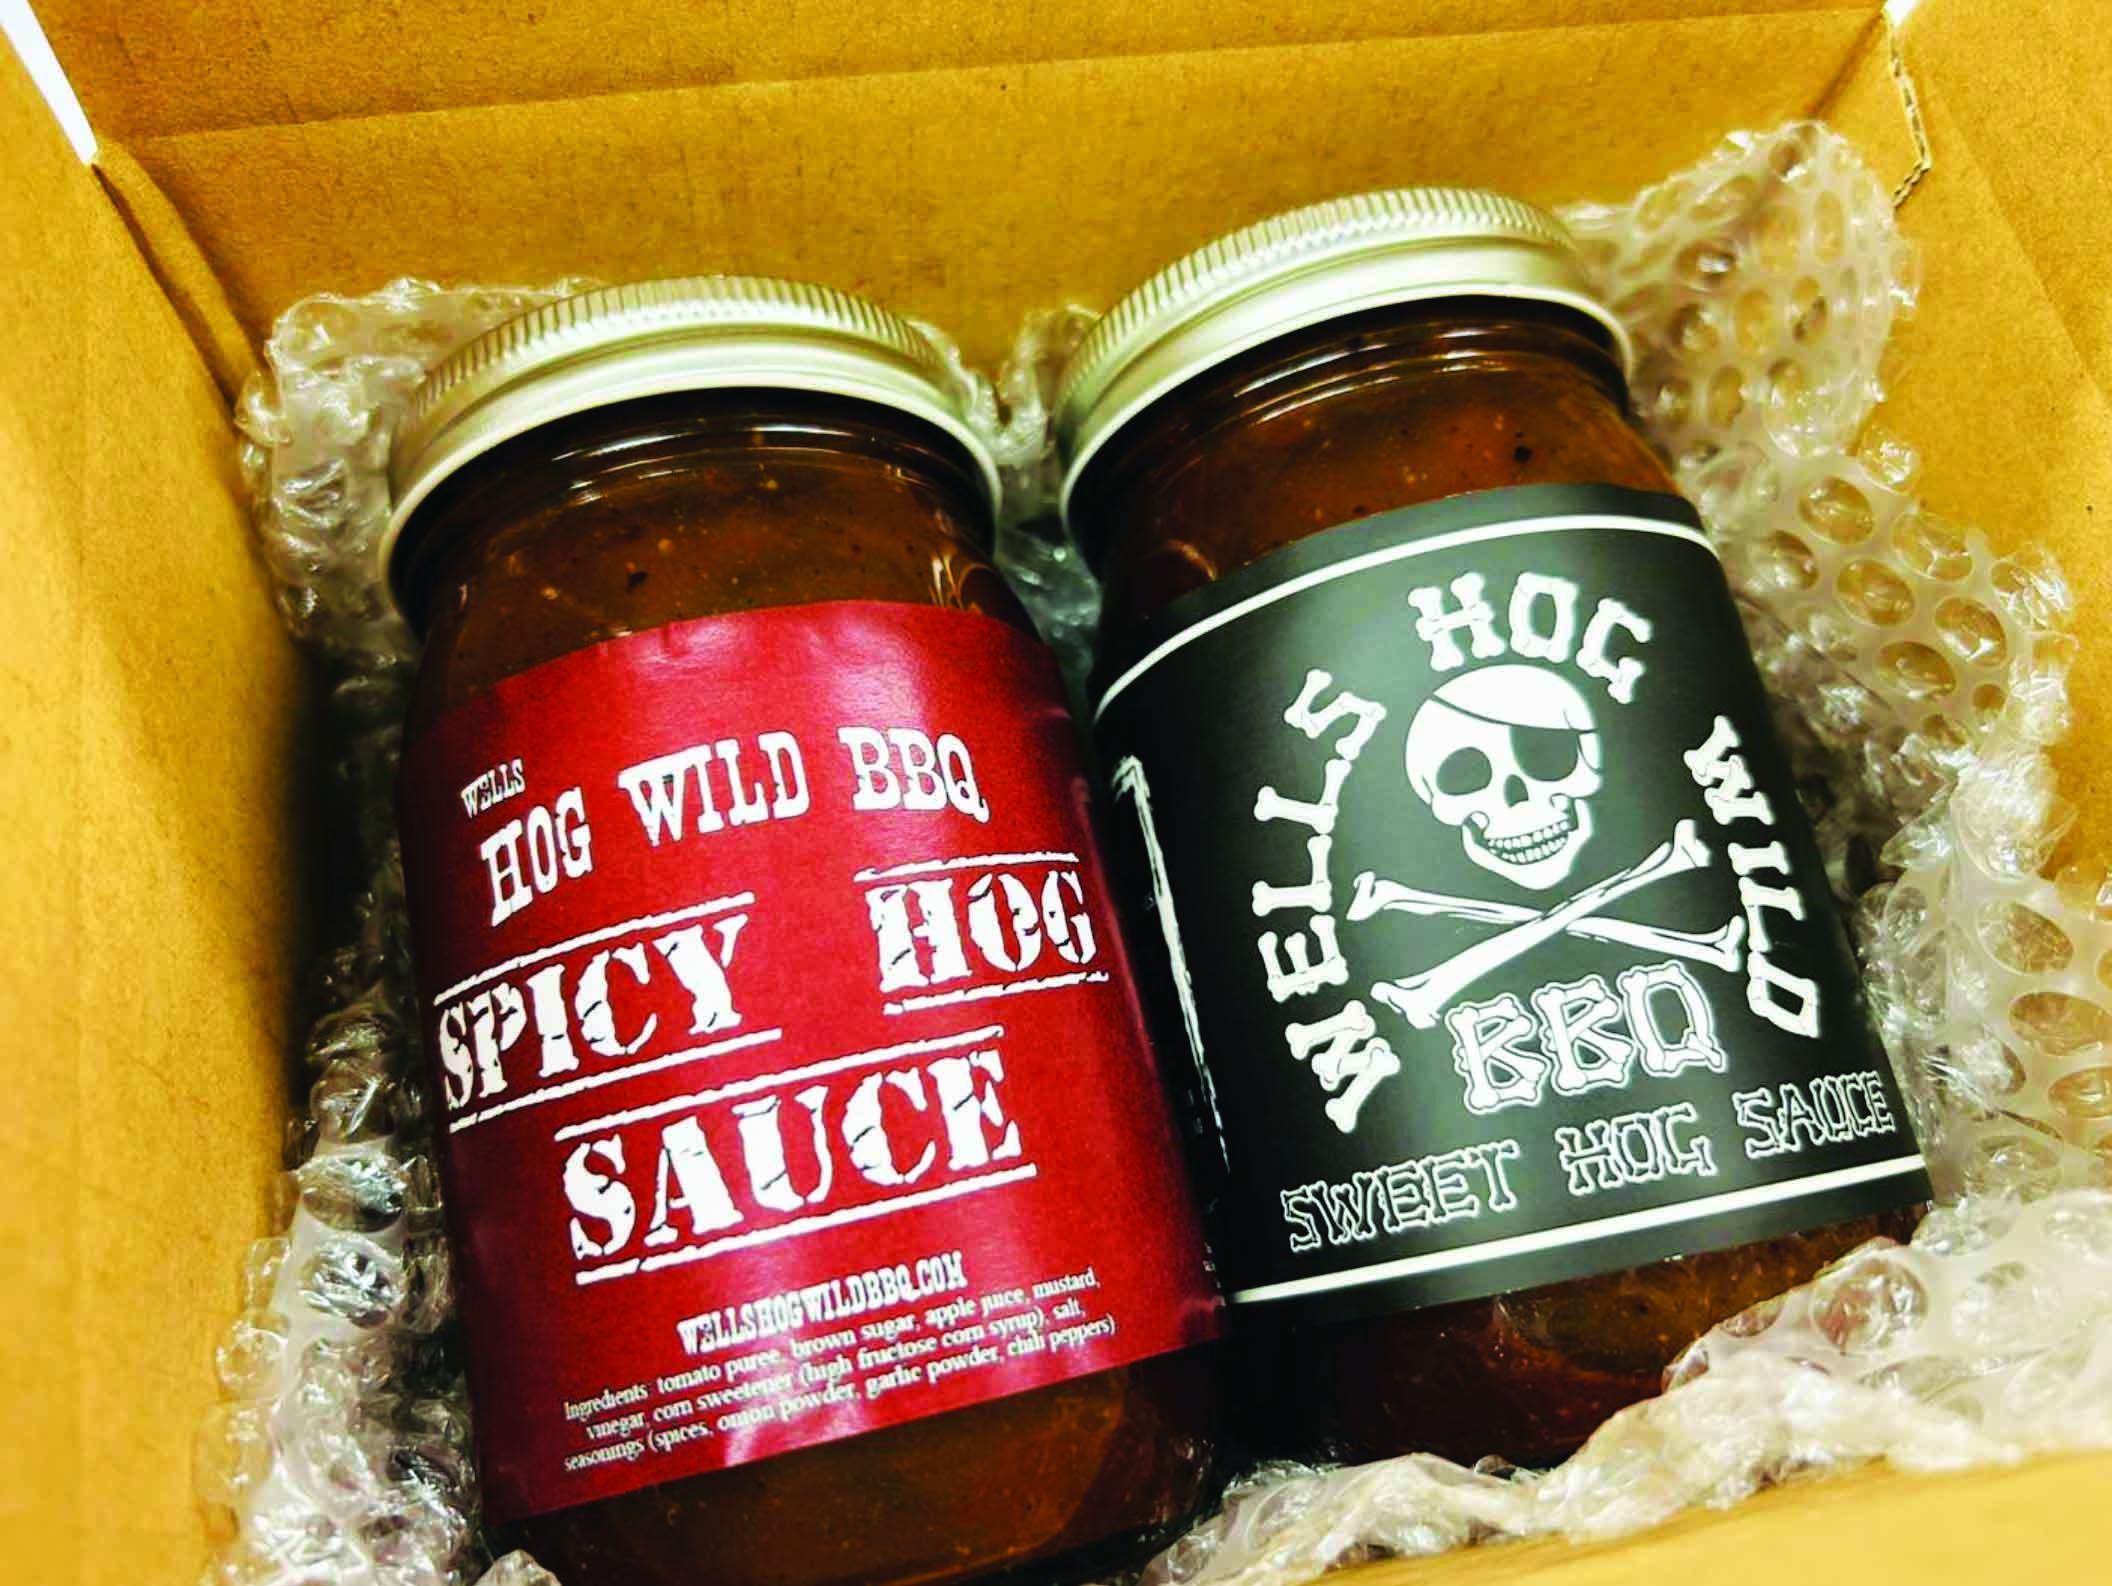 WELLS
HOG WILD BBQ
SPICY HOG
SAUCE
WELLSHOGWILDBBQ.COM
Ingredients: tomato puree, brown sugar, apple juice, mustard,
vinegar, corn sweetener (high fructose corn syrup), salt,
seasonings (spices, onion powder, garlic powder, chili peppers)
WELLS HOG WILD
BBQ
SWEET HOG SAUCE